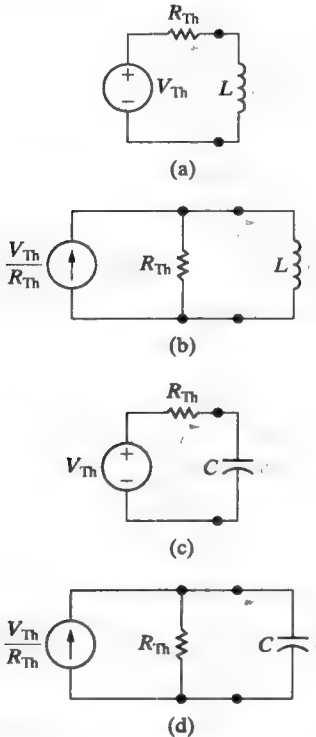 R_Th
+
−
V_Th
L
(a)
V_Th
R_Th
R_Th
L
(b)
R_Th
V_Th
+
−
C
(c)
V_Th
R_Th
R_Th
C
(d)